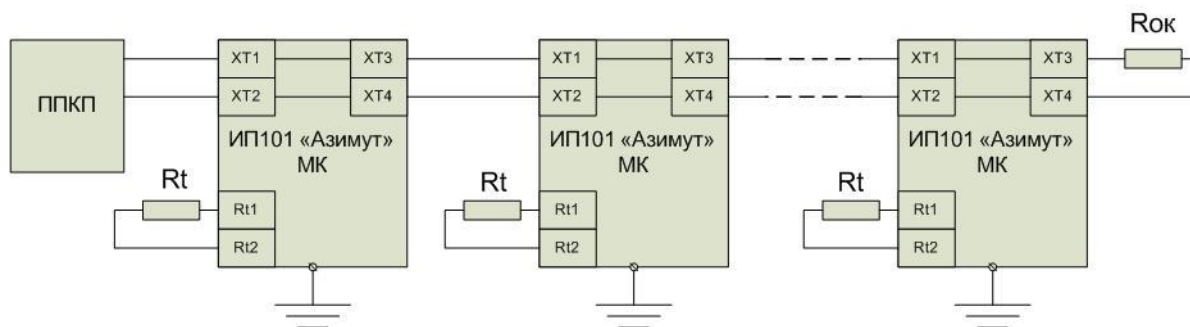 Rок
XT1 XT3 XT1 XT3 XT1 XT3
ППКП
XT2 XT4 XT2 XT4 XT2 XT4
ИП101 «Азимут» ИП101 «Азимут» ИП101 «Азимут»
МК МК МК
Rt Rt Rt
Rt1 Rt1 Rt1
Rt2 Rt2 Rt2